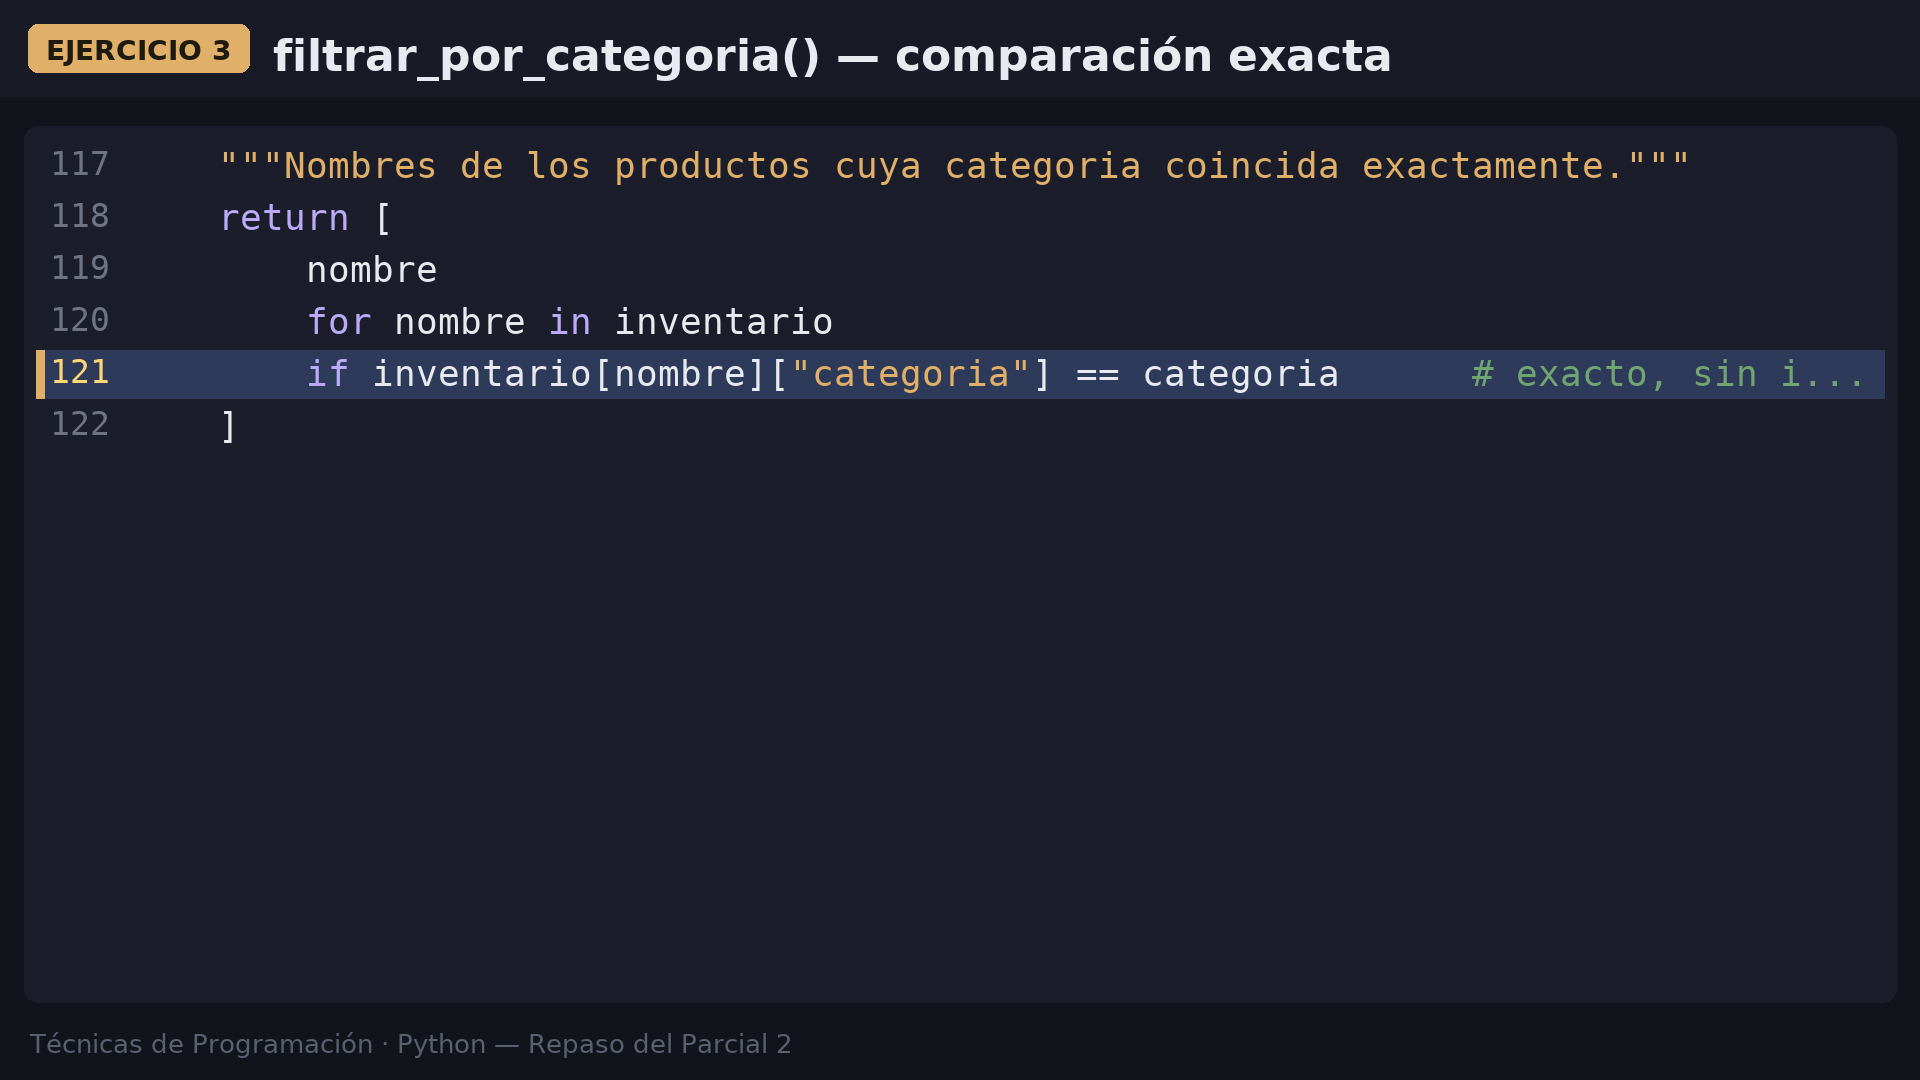 EJERCICIO 3 filtrar_por_categoria() — comparación exacta
117 """Nombres de los productos cuya categoria coincida exactamente."""
118 return [
119 nombre
120 for nombre in inventario
121 if inventario[nombre]["categoria"] == categoria # exacto, sin i...
122 ]
Técnicas de Programación · Python — Repaso del Parcial 2